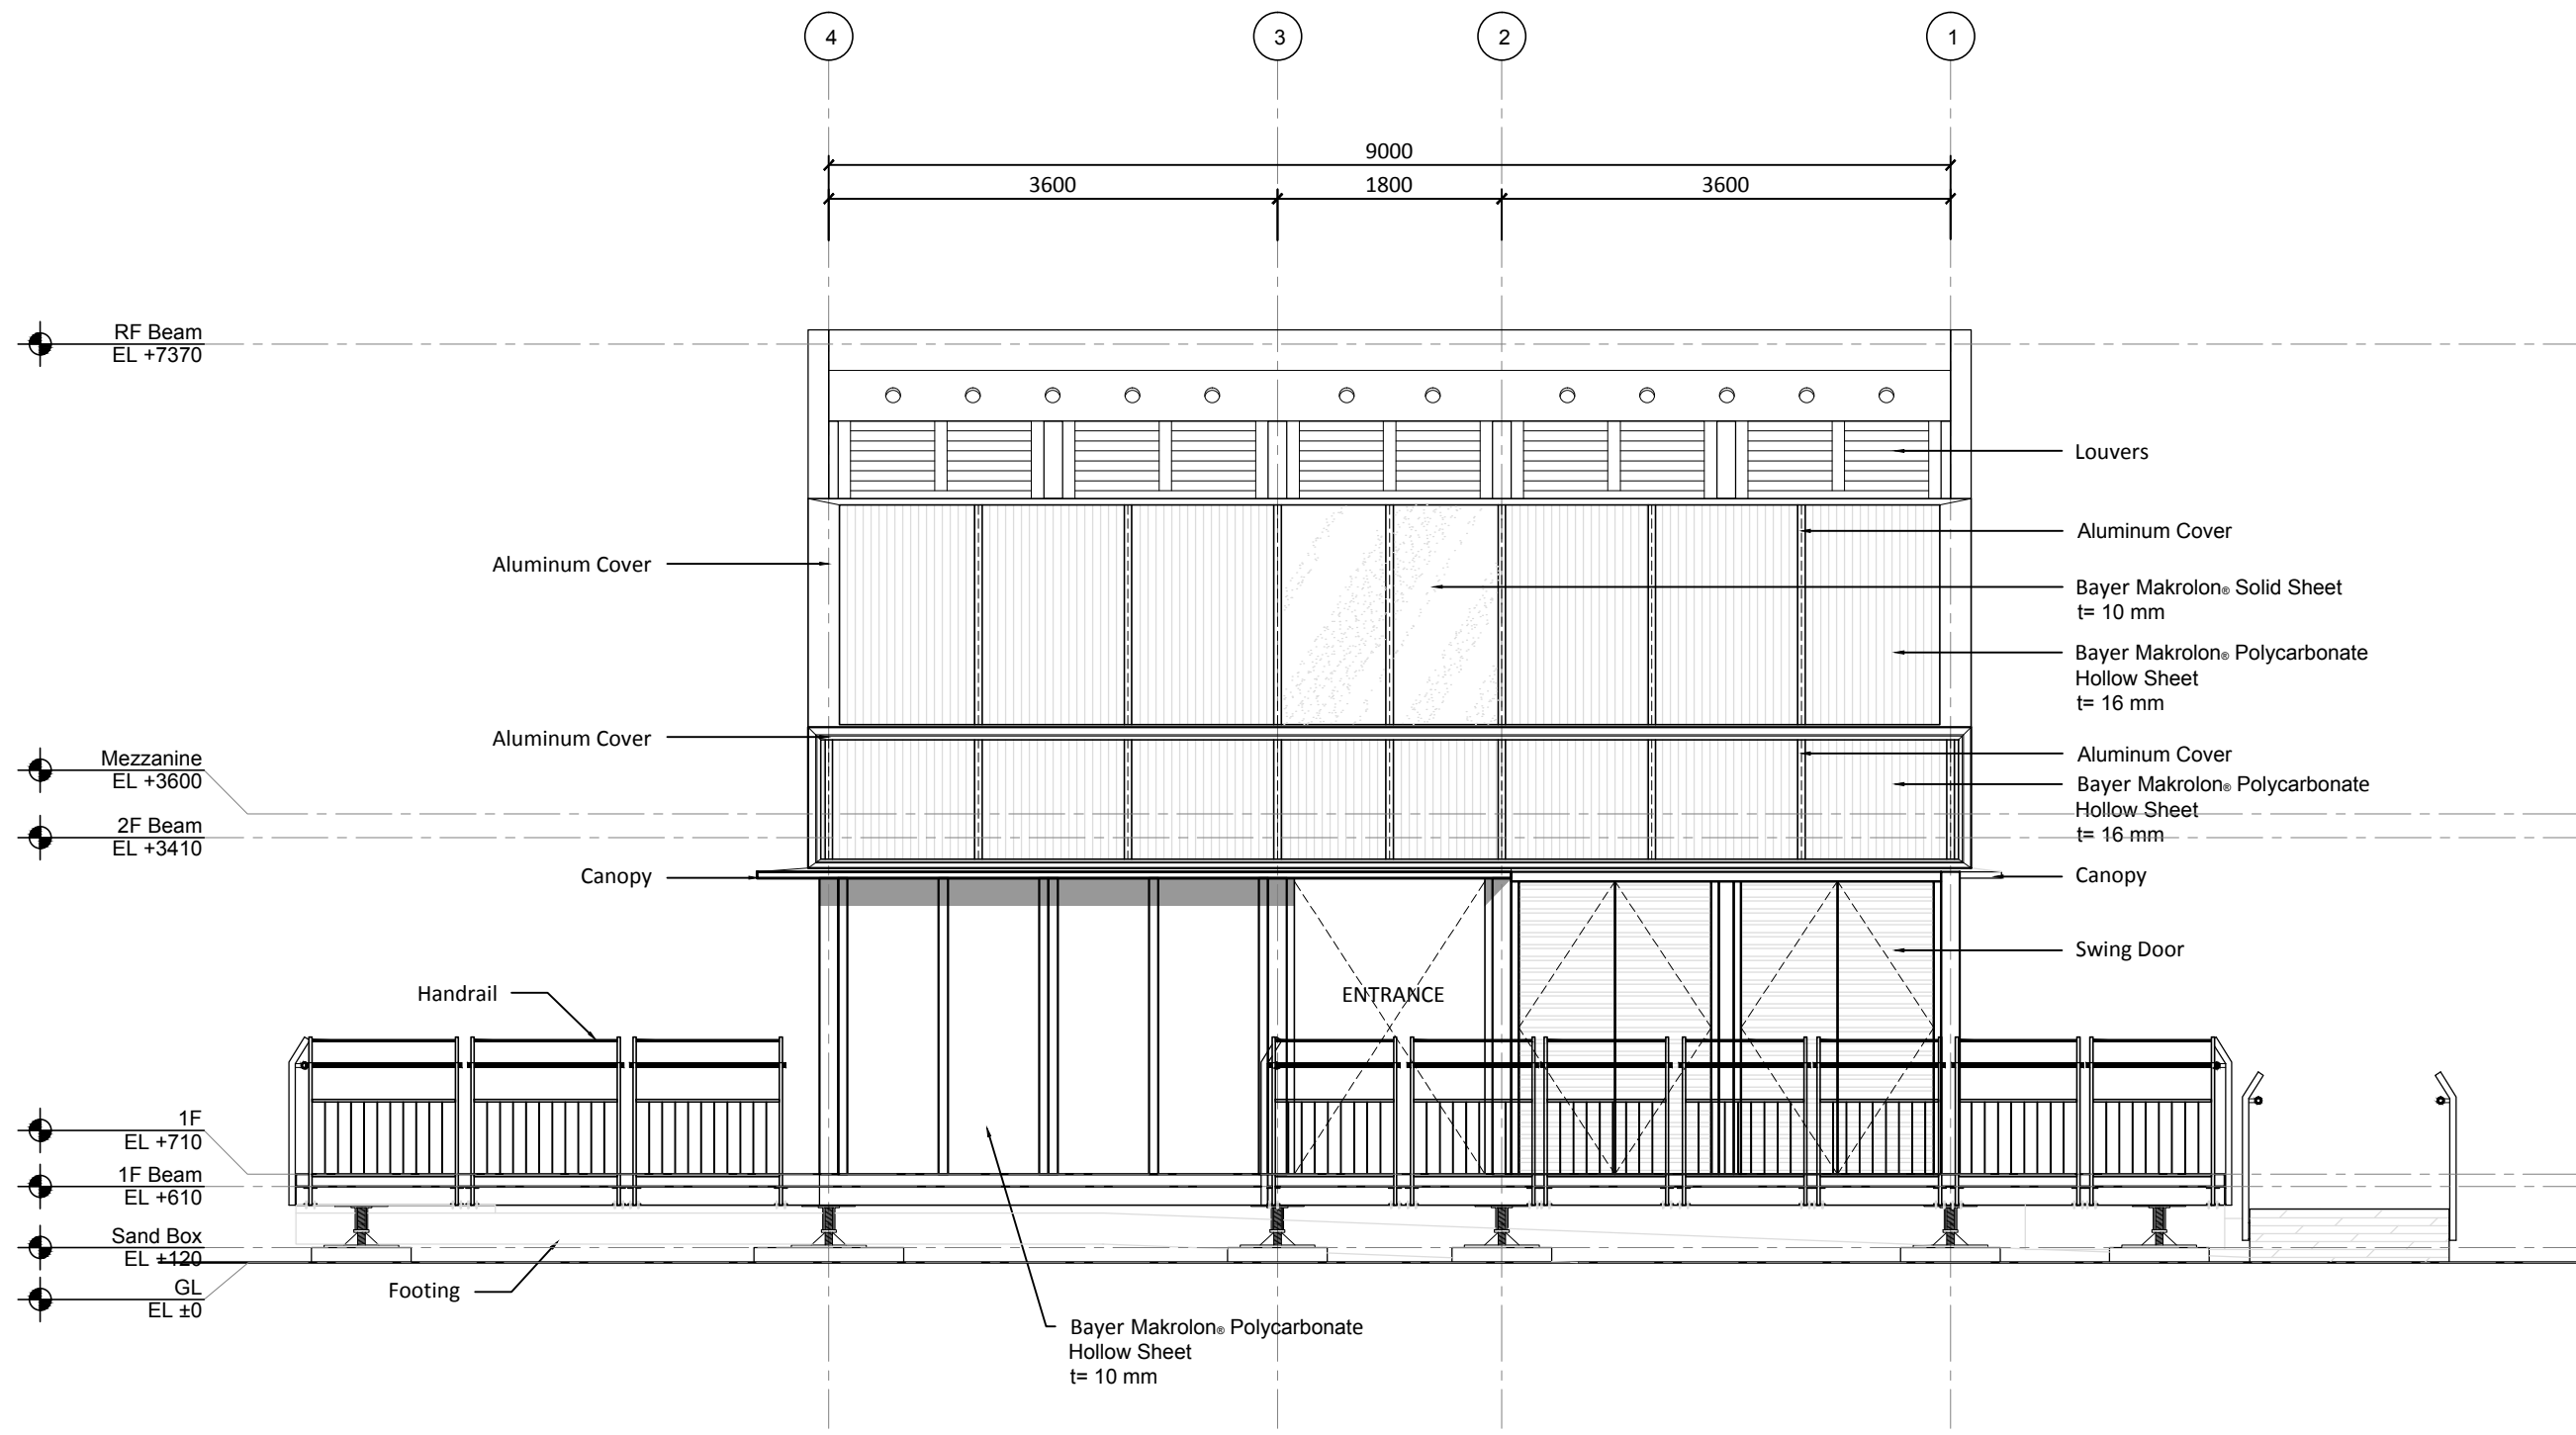 4
3
2
1
9000
3600
1800
3600
RF Beam
EL +7370
Louvers
Aluminum Cover
Aluminum Cover
Bayer Makrolon® Solid Sheet
t= 10 mm
Bayer Makrolon® Polycarbonate
Hollow Sheet
t= 16 mm
Aluminum Cover
Mezzanine
EL +3600
Aluminum Cover
Bayer Makrolon® Polycarbonate
Hollow Sheet
t= 16 mm
2F Beam
EL +3410
Canopy
Canopy
Swing Door
Handrail
ENTRANCE
1F
EL +710
1F Beam
EL +610
Sand Box
EL +120
GL
EL ±0
Footing
Bayer Makrolon® Polycarbonate
Hollow Sheet
t= 10 mm